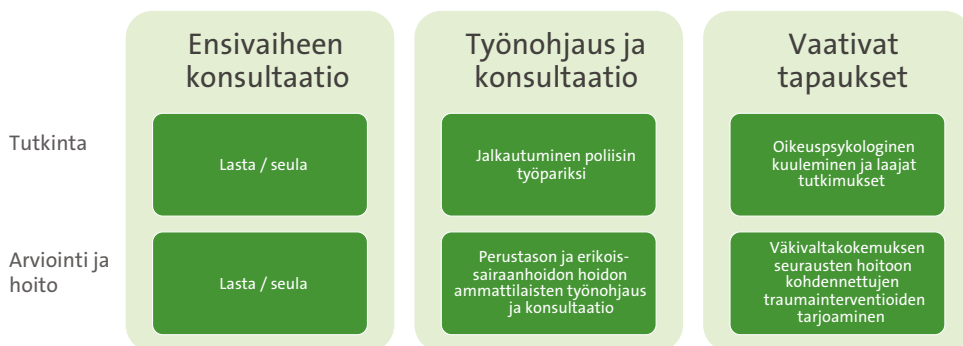 Ensivaiheen
konsultaatio
Työnohjaus ja
konsultaatio
Vaativat
tapaukset
Tutkinta
Lasta / seula
Jalkautuminen poliisin
työpariksi
Oikeuspsykologinen
kuuleminen ja laajat
tutkimukset
Arviointi ja
hoito
Lasta / seula
Perustason ja erikois-
sairaanhoidon hoidon
ammattilaisten työnohjaus
ja konsultaatio
Väkivaltakokemuksen
seurausten hoitoon
kohdennettujen
traumainterventioiden
tarjoaminen